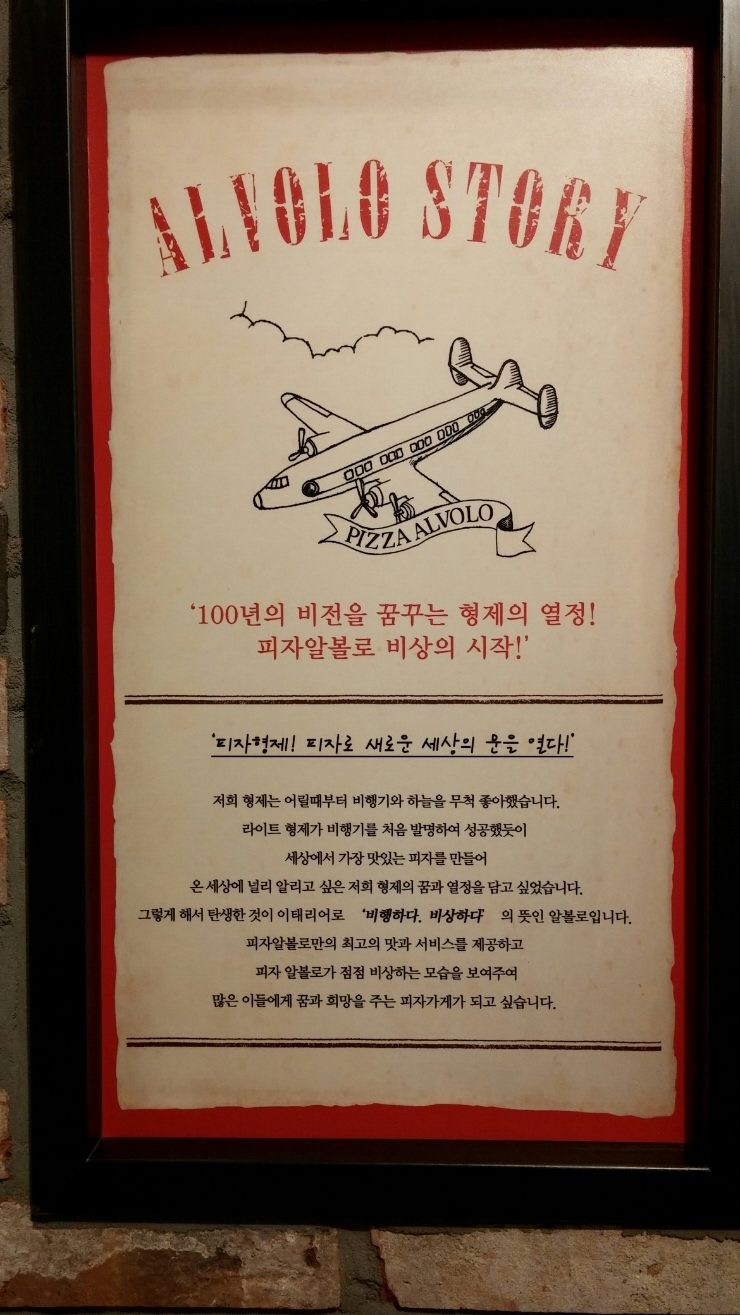 ALVOLO STORY
PIZZA ALVOLO
‘100년의 비전을 꿈꾸는 형제의 열정!
피자알볼로 비상의 시작!’
‘피자형제! 피자로 새로운 세상의 문을 열다!’
저희 형제는 어릴때부터 비행기와 하늘을 무척 좋아했습니다.
라이트 형제가 비행기를 처음 발명하여 성공했듯이
세상에서 가장 맛있는 피자를 만들어
온 세상에 널리 알리고 싶은 저희 형제의 꿈과 열정을 담고 싶었습니다.
그렇게 해서 탄생한 것이 이태리어로 ‘비행하다. 비상하다’ 의 뜻인 알볼로입니다.
피자알볼로만의 최고의 맛과 서비스를 제공하고
피자 알볼로가 점점 비상하는 모습을 보여주여
많은 이들에게 꿈과 희망을 주는 피자가게가 되고 싶습니다.